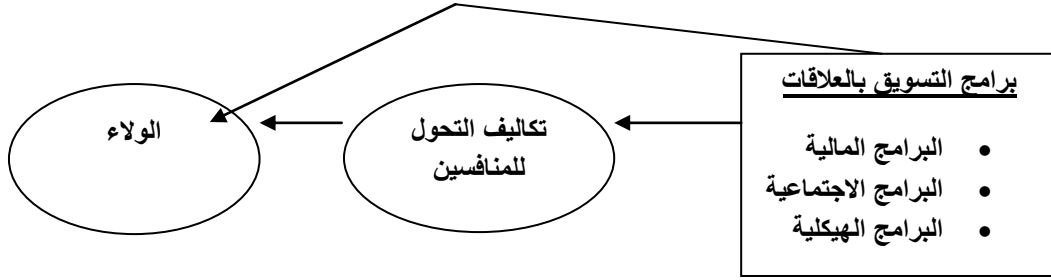 برامج التسويق بالعلاقات
• البرامج المالية
• البرامج الاجتماعية
• البرامج الهيكلية
تكاليف التحول
للمنافسين
الولاء